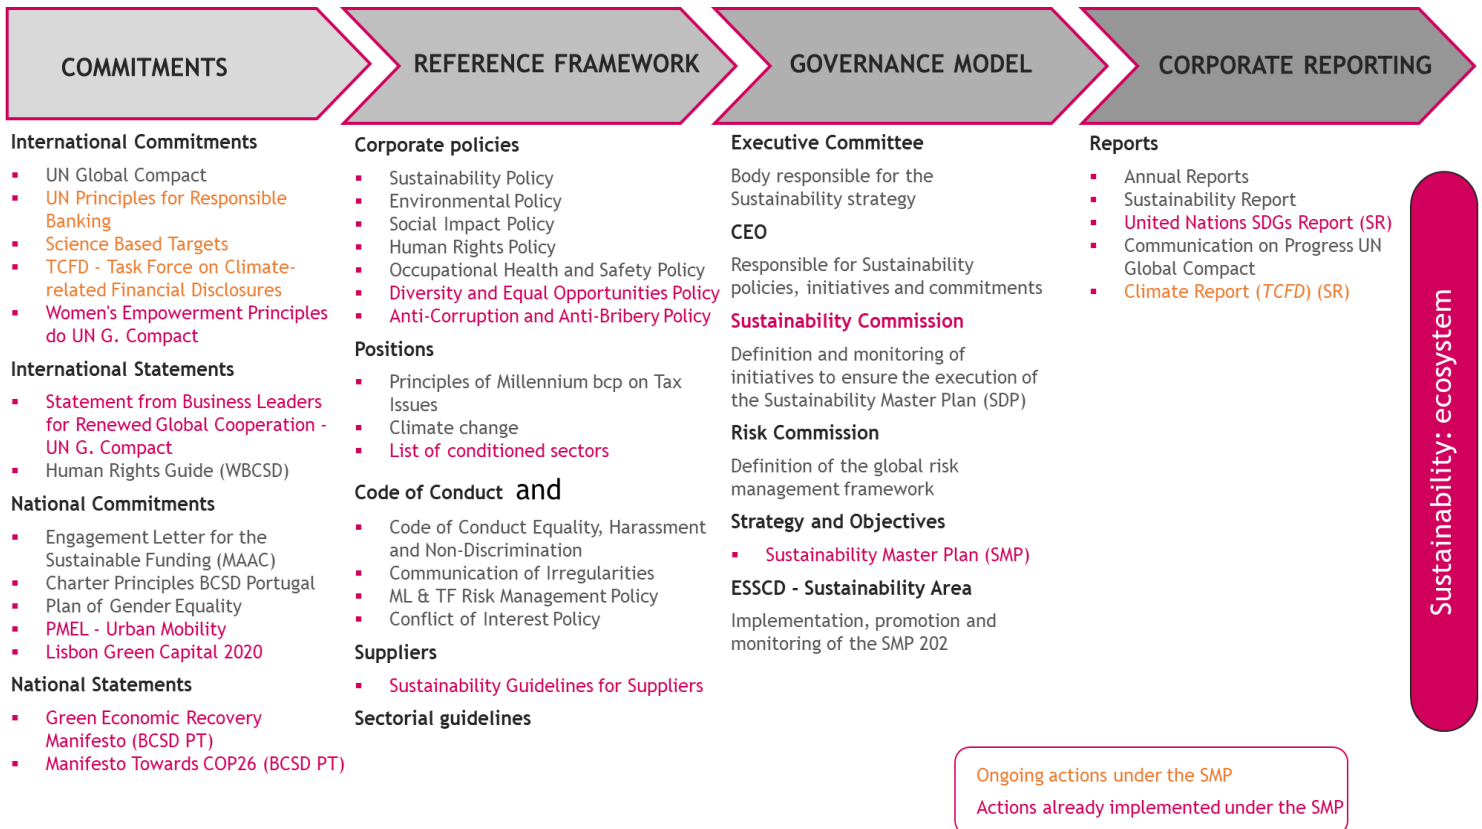 COMMITMENTS
REFERENCE FRAMEWORK
GOVERNANCE MODEL
CORPORATE REPORTING
International Commitments
UN Global Compact
UN Principles for Responsible
Banking
Science Based Targets
TCFD - Task Force on Climate-
related Financial Disclosures
Women's Empowerment Principles
do UN G. Compact
International Statements
Statement from Business Leaders
for Renewed Global Cooperation -
UN G. Compact
Human Rights Guide (WBCSD)
National Commitments
Engagement Letter for the
Sustainable Funding (MAAC)
Charter Principles BCSD Portugal
Plan of Gender Equality
PMEL - Urban Mobility
Lisbon Green Capital 2020
National Statements
Green Economic Recovery
Manifesto (BCSD PT)
Manifesto Towards COP26 (BCSD PT)
Corporate policies
Sustainability Policy
Environmental Policy
Social Impact Policy
Human Rights Policy
Occupational Health and Safety Policy
Diversity and Equal Opportunities Policy
Anti-Corruption and Anti-Bribery Policy
Positions
Principles of Millennium bcp on Tax
Issues
Climate change
List of conditioned sectors
Code of Conduct and
Code of Conduct Equality, Harassment
and Non-Discrimination
Communication of Irregularities
ML & TF Risk Management Policy
Conflict of Interest Policy
Suppliers
Sustainability Guidelines for Suppliers
Sectorial guidelines
Executive Committee
Body responsible for the
Sustainability strategy
CEO
Responsible for Sustainability
policies, initiatives and commitments
Sustainability Commission
Definition and monitoring of
initiatives to ensure the execution of
the Sustainability Master Plan (SDP)
Risk Commission
Definition of the global risk
management framework
Strategy and Objectives
Sustainability Master Plan (SMP)
ESSCD - Sustainability Area
Implementation, promotion and
monitoring of the SMP 202
Reports
Annual Reports
Sustainability Report
United Nations SDGs Report (SR)
Communication on Progress UN
Global Compact
Climate Report (TCFD) (SR)
Sustainability: ecosystem
Ongoing actions under the SMP
Actions already implemented under the SMP